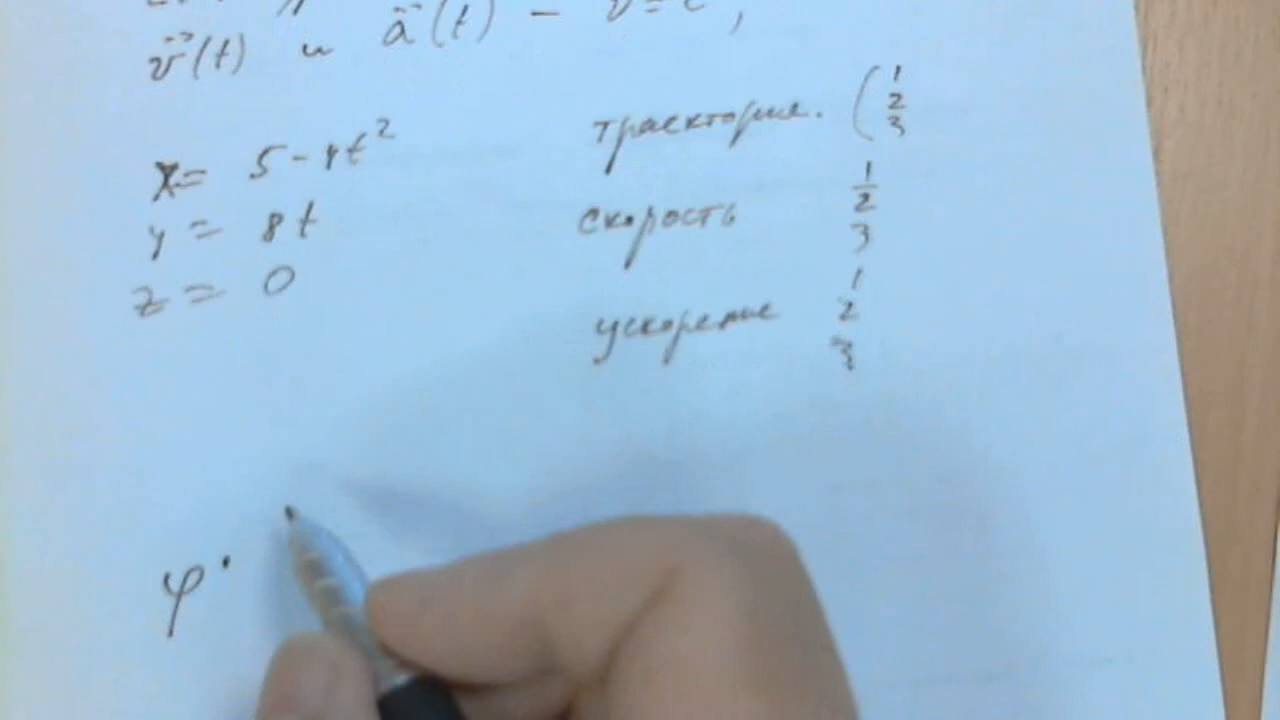 v⃗(t) и a⃗(t) –
x = 5 - 4t²
y = 8t
z = 0
траектория. ( 1
2
3
скорость 1
2
3
ускорение 1
2
3
φ